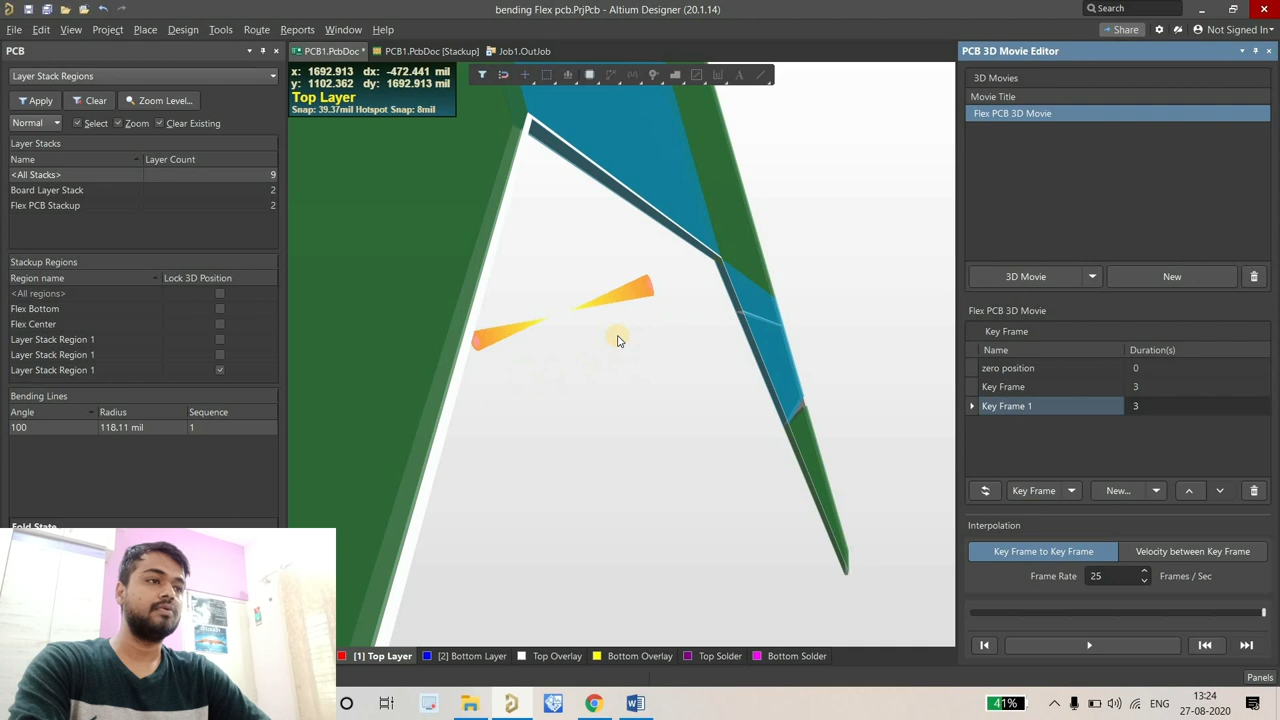 bending Flex pcb.PrjPcb - Altium Designer (20.1.14)
Search
File Edit View Project Place Design Tools Route Reports Window Help
Share
Not Signed In
PCB
PCB1.PcbDoc *
PCB1.PcbDoc [Stackup]
Job1.OutJob
PCB 3D Movie Editor
Layer Stack Regions
x: 1692.913 dx: -472.441 mil
y: 1102.362 dy: 1692.913 mil
Top Layer
Snap: 39.37mil Hotspot Snap: 8mil
3D Movies
Movie Title
Apply Clear Zoom Level...
Flex PCB 3D Movie
Normal Select Zoom Clear Existing
Layer Stacks
Name Layer Count
<All Stacks> 9
Board Layer Stack 2
Flex PCB Stackup 2
Stackup Regions
Region name Lock 3D Position
<All regions>
Flex Bottom
Flex Center
Layer Stack Region 1
Layer Stack Region 1
Layer Stack Region 1
3D Movie New
Flex PCB 3D Movie
Key Frame
Name Duration(s)
zero position 0
Key Frame 3
Key Frame 1 3
Bending Lines
Angle Radius Sequence
100 118.11 mil 1
Key Frame New...
Fold State
Interpolation
Key Frame to Key Frame Velocity between Key Frame
Frame Rate 25 Frames / Sec
[1] Top Layer [2] Bottom Layer Top Overlay Bottom Overlay Top Solder Bottom Solder
Panels
41%
ENG
13:24
27-08-2020